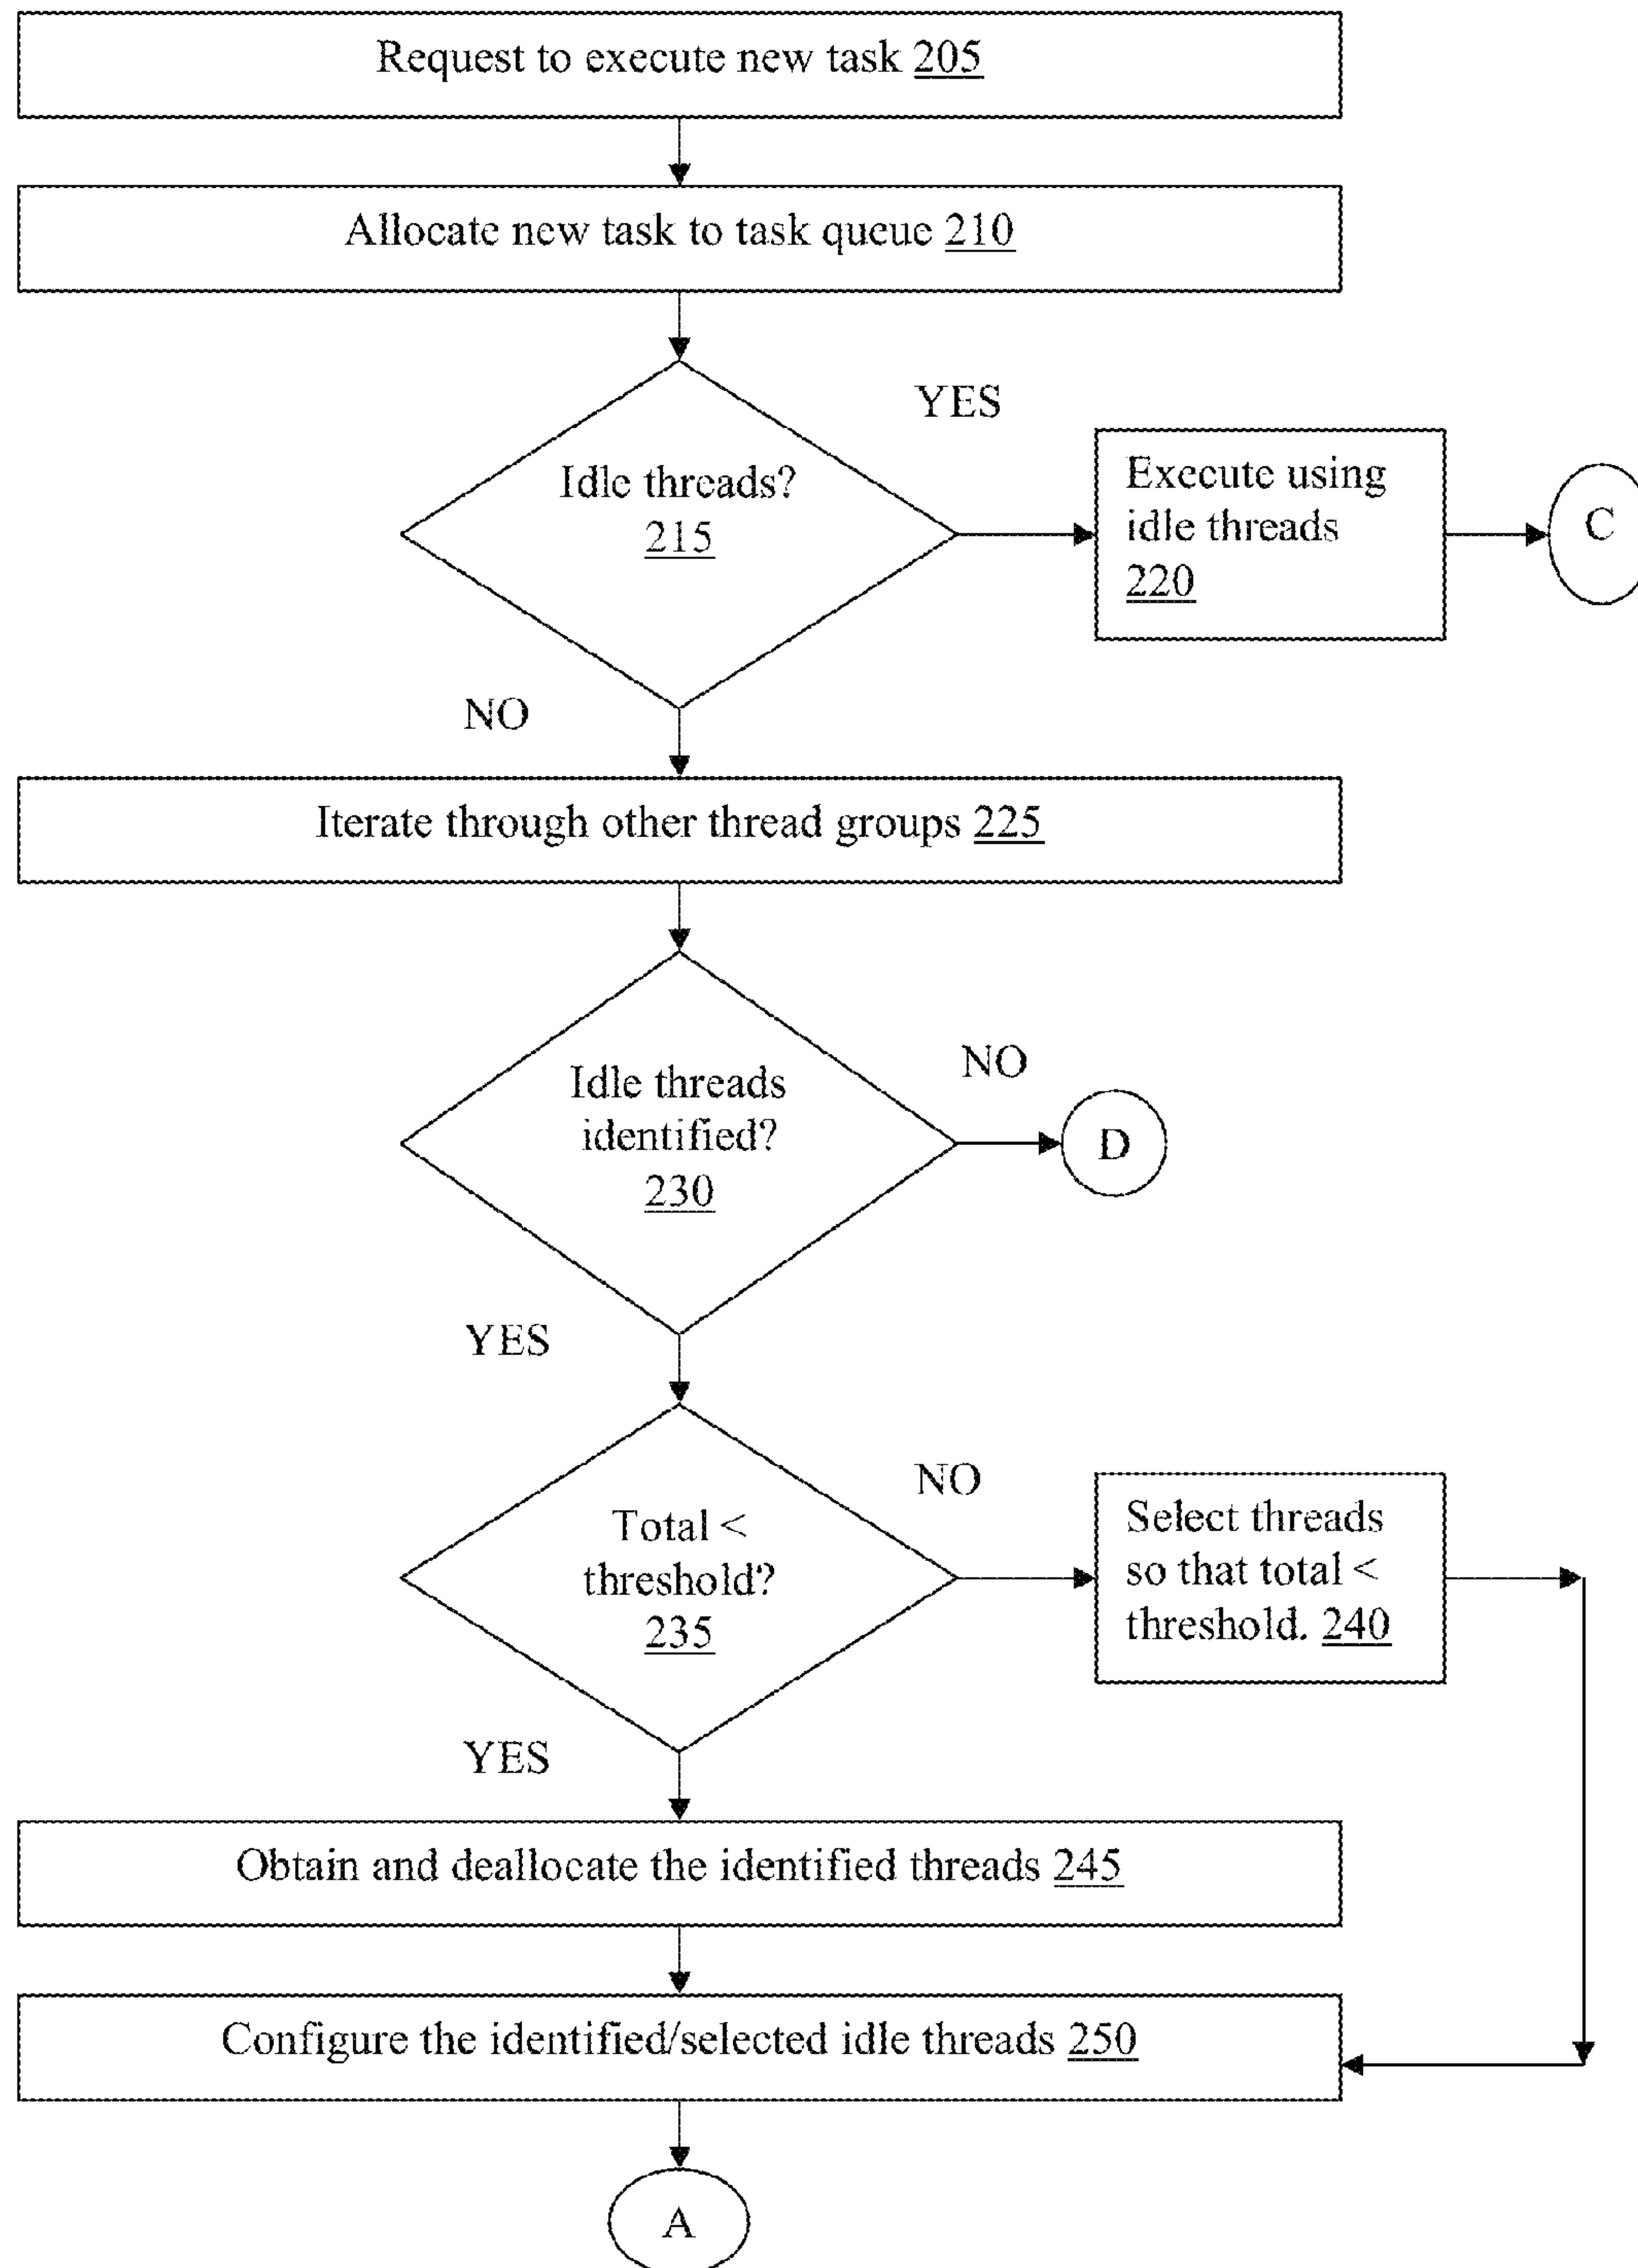 Request to execute new task 205
Allocate new task to task queue 210
YES
Idle threads?
215
Execute using
idle threads
220
C
NO
Iterate through other thread groups 225
NO
Idle threads
identified?
230
D
YES
NO
Total <
threshold?
235
Select threads
so that total <
threshold. 240
YES
Obtain and deallocate the identified threads 245
Configure the identified/selected idle threads 250
A